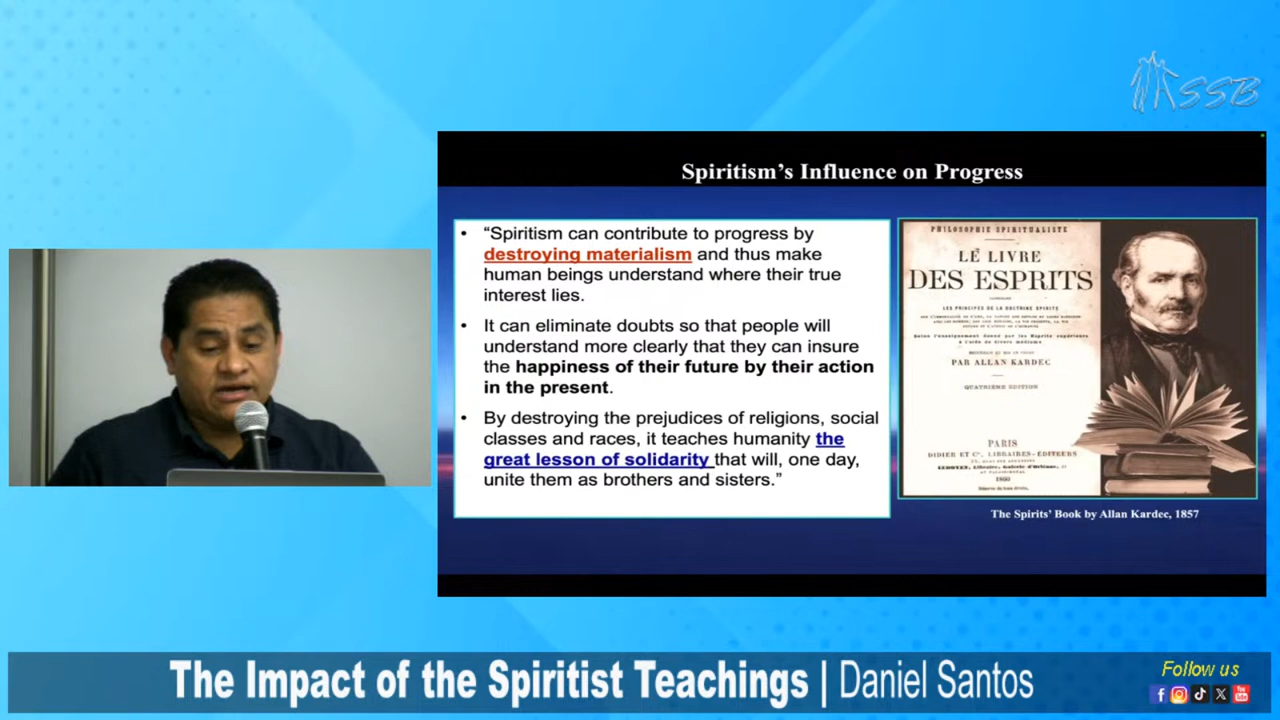 SSB
Spiritism's Influence on Progress
• “Spiritism can contribute to progress by
destroying materialism and thus make
human beings understand where their true
interest lies.
• It can eliminate doubts so that people will
understand more clearly that they can insure
the happiness of their future by their action
in the present.
• By destroying the prejudices of religions, social
classes and races, it teaches humanity the
great lesson of solidarity that will, one day,
unite them as brothers and sisters.”
PHILOSOPHIE SPIRITUALISTE
LE LIVRE
DES ESPRITS
LES PRINCIPES DE LA DOCTRINE SPIRITE
PAR ALLAN KARDEC
QUATRIÈME ÉDITION
PARIS
DIDIER ET Cⁱᵉ, LIBRAIRES-ÉDITEURS
1860
The Spirits' Book by Allan Kardec, 1857
The Impact of the Spiritist Teachings | Daniel Santos
Follow us